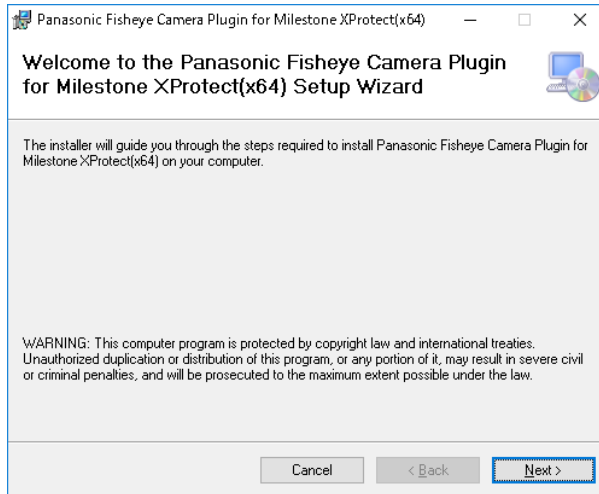 Panasonic Fisheye Camera Plugin for Milestone XProtect(x64)
Welcome to the Panasonic Fisheye Camera Plugin
for Milestone XProtect(x64) Setup Wizard
The installer will guide you through the steps required to install Panasonic Fisheye Camera Plugin for
Milestone XProtect(x64) on your computer.
WARNING: This computer program is protected by copyright law and international treaties.
Unauthorized duplication or distribution of this program, or any portion of it, may result in severe civil
or criminal penalties, and will be prosecuted to the maximum extent possible under the law.
Cancel < Back Next >